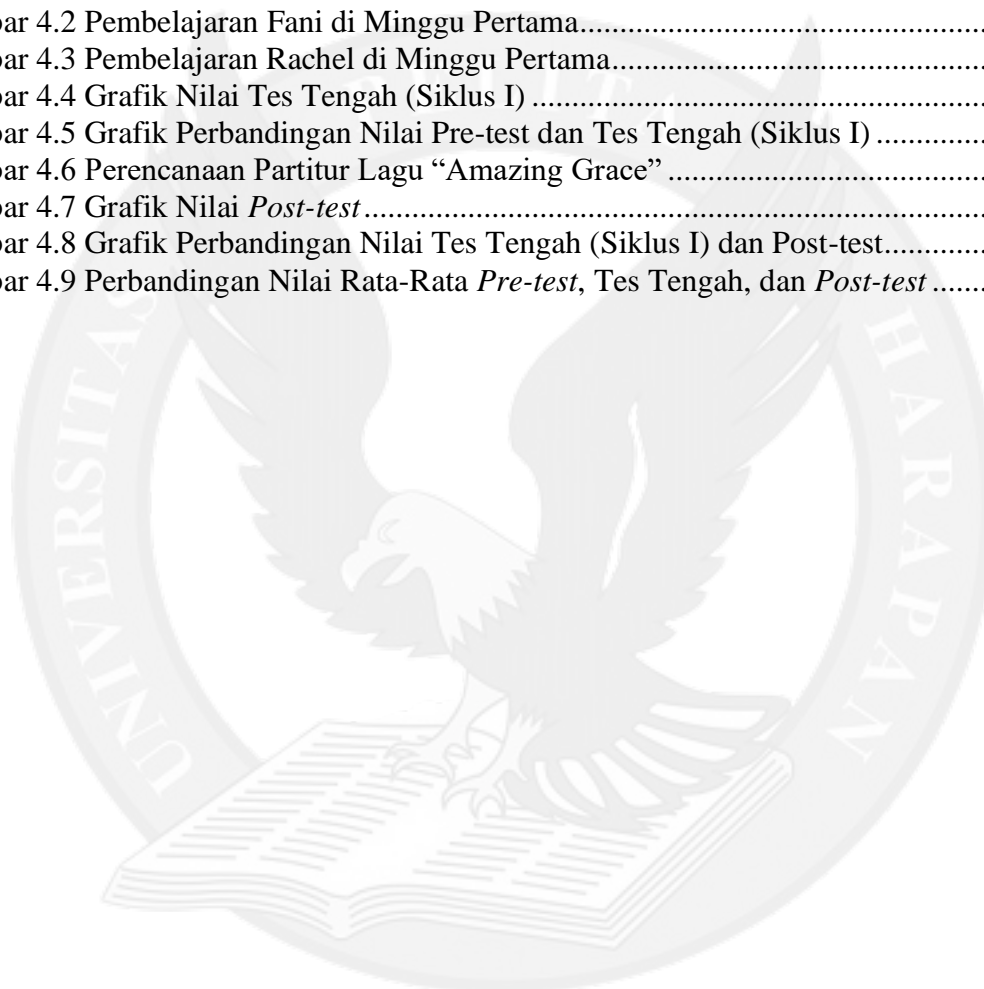 bar 4.2 Pembelajaran Fani di Minggu Pertama
bar 4.3 Pembelajaran Rachel di Minggu Pertama
bar 4.4 Grafik Nilai Tes Tengah (Siklus I)
bar 4.5 Grafik Perbandingan Nilai Pre-test dan Tes Tengah (Siklus I)
bar 4.6 Perencanaan Partitur Lagu “Amazing Grace”
bar 4.7 Grafik Nilai Post-test
bar 4.8 Grafik Perbandingan Nilai Tes Tengah (Siklus I) dan Post-test
bar 4.9 Perbandingan Nilai Rata-Rata Pre-test, Tes Tengah, dan Post-test
UNIVERSITAS
HARAPAN